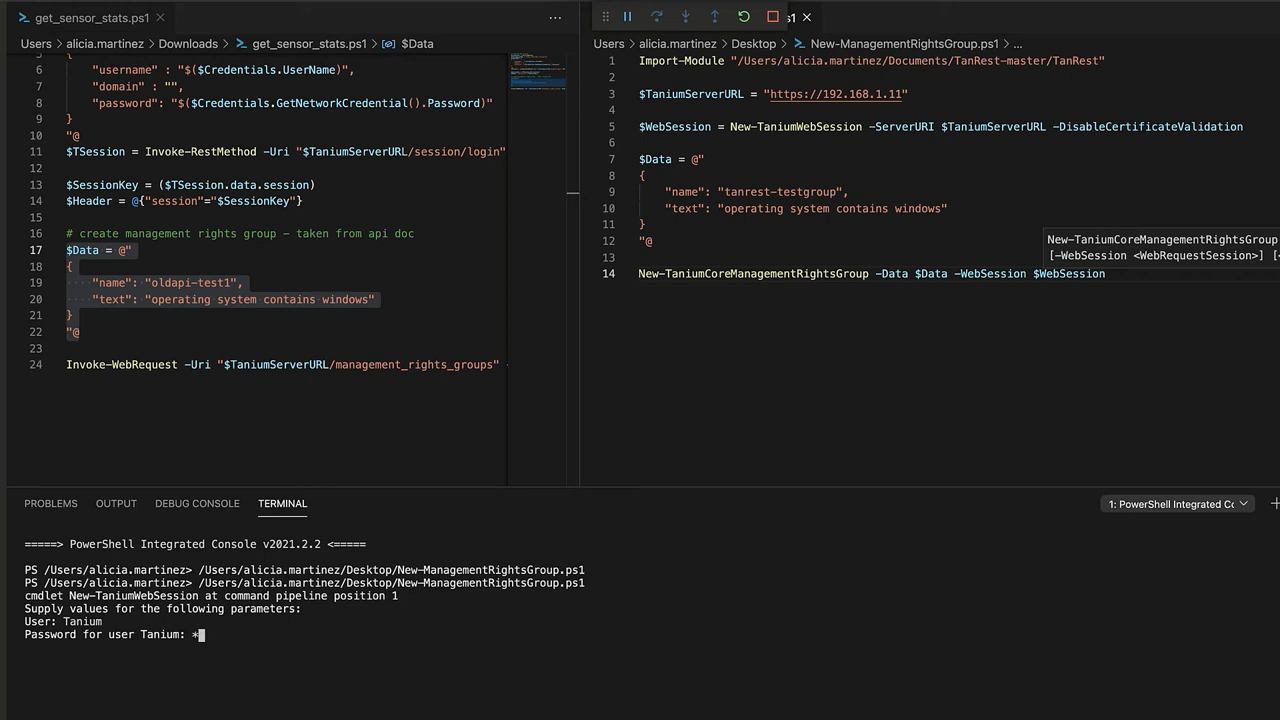 get_sensor_stats.ps1
Users > alicia.martinez > Downloads > get_sensor_stats.ps1 > $Data
5 {
6 "username" : "$($Credentials.UserName)",
7 "domain" : "",
8 "password": "$($Credentials.GetNetworkCredential().Password)"
9 }
10 "@
11 $TSession = Invoke-RestMethod -Uri "$TaniumServerURL/session/login"
12
13 $SessionKey = ($TSession.data.session)
14 $Header = @{"session"="$SessionKey"}
15
16 # create management rights group - taken from api doc
17 $Data = @"
18 {
19 "name": "oldapi-test1",
20 "text": "operating system contains windows"
21 }
22 "@
23
24 Invoke-WebRequest -Uri "$TaniumServerURL/management_rights_groups" -
s1
Users > alicia.martinez > Desktop > New-ManagementRightsGroup.ps1 > ...
1 Import-Module "/Users/alicia.martinez/Documents/TanRest-master/TanRest"
2
3 $TaniumServerURL = "https://192.168.1.11"
4
5 $WebSession = New-TaniumWebSession -ServerURI $TaniumServerURL -DisableCertificateValidation
6
7 $Data = @"
8 {
9 "name": "tanrest-testgroup",
10 "text": "operating system contains windows"
11 }
12 "@
13
14 New-TaniumCoreManagementRightsGroup -Data $Data -WebSession $WebSession
New-TaniumCoreManagementRightsGroup
[-WebSession <WebRequestSession>] [-
PROBLEMS OUTPUT DEBUG CONSOLE TERMINAL
1: PowerShell Integrated Cc
=====> PowerShell Integrated Console v2021.2.2 <=====
PS /Users/alicia.martinez> /Users/alicia.martinez/Desktop/New-ManagementRightsGroup.ps1
PS /Users/alicia.martinez> /Users/alicia.martinez/Desktop/New-ManagementRightsGroup.ps1
cmdlet New-TaniumWebSession at command pipeline position 1
Supply values for the following parameters:
User: Tanium
Password for user Tanium: *